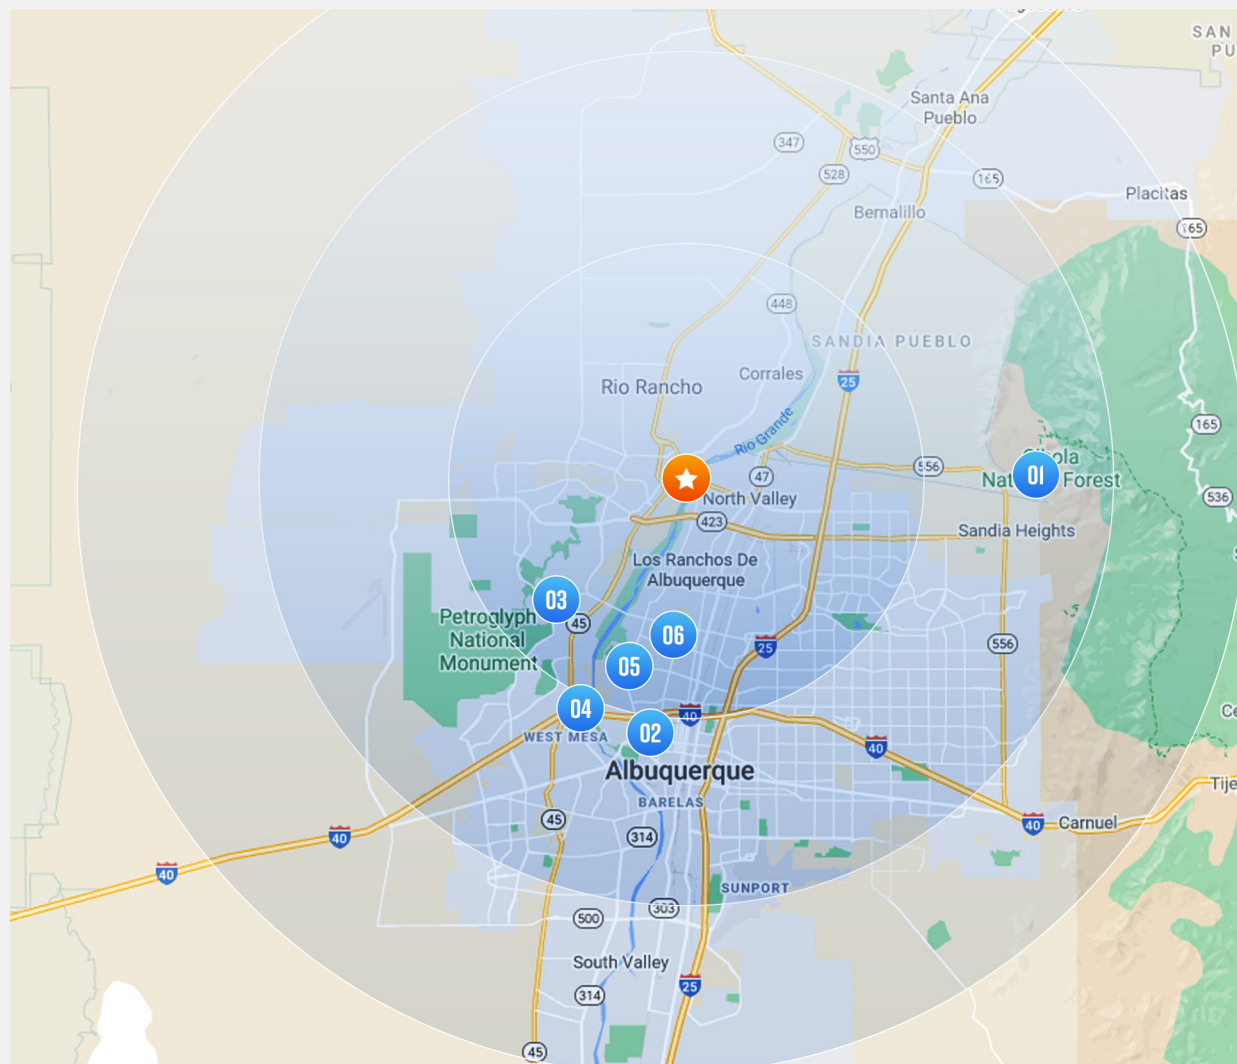 SAN
PU
Santa Ana
Pueblo
347
550
528
165
Placitas
Bernalillo
165
448
SANDIA PUEBLO
Corrales
25
Rio Rancho
Rio Grande
165
556
47
01
Forest
North Valley
536
423
Sandia Heights
Los Ranchos De
Albuquerque
03
Petroglyph
National
Monument
45
06
556
25
05
04
40
02
WEST MESA
40
Albuquerque
Tije
BARELAS
45
40
Carnuel
314
40
40
SUNPORT
303
500
South Valley
25
314
45